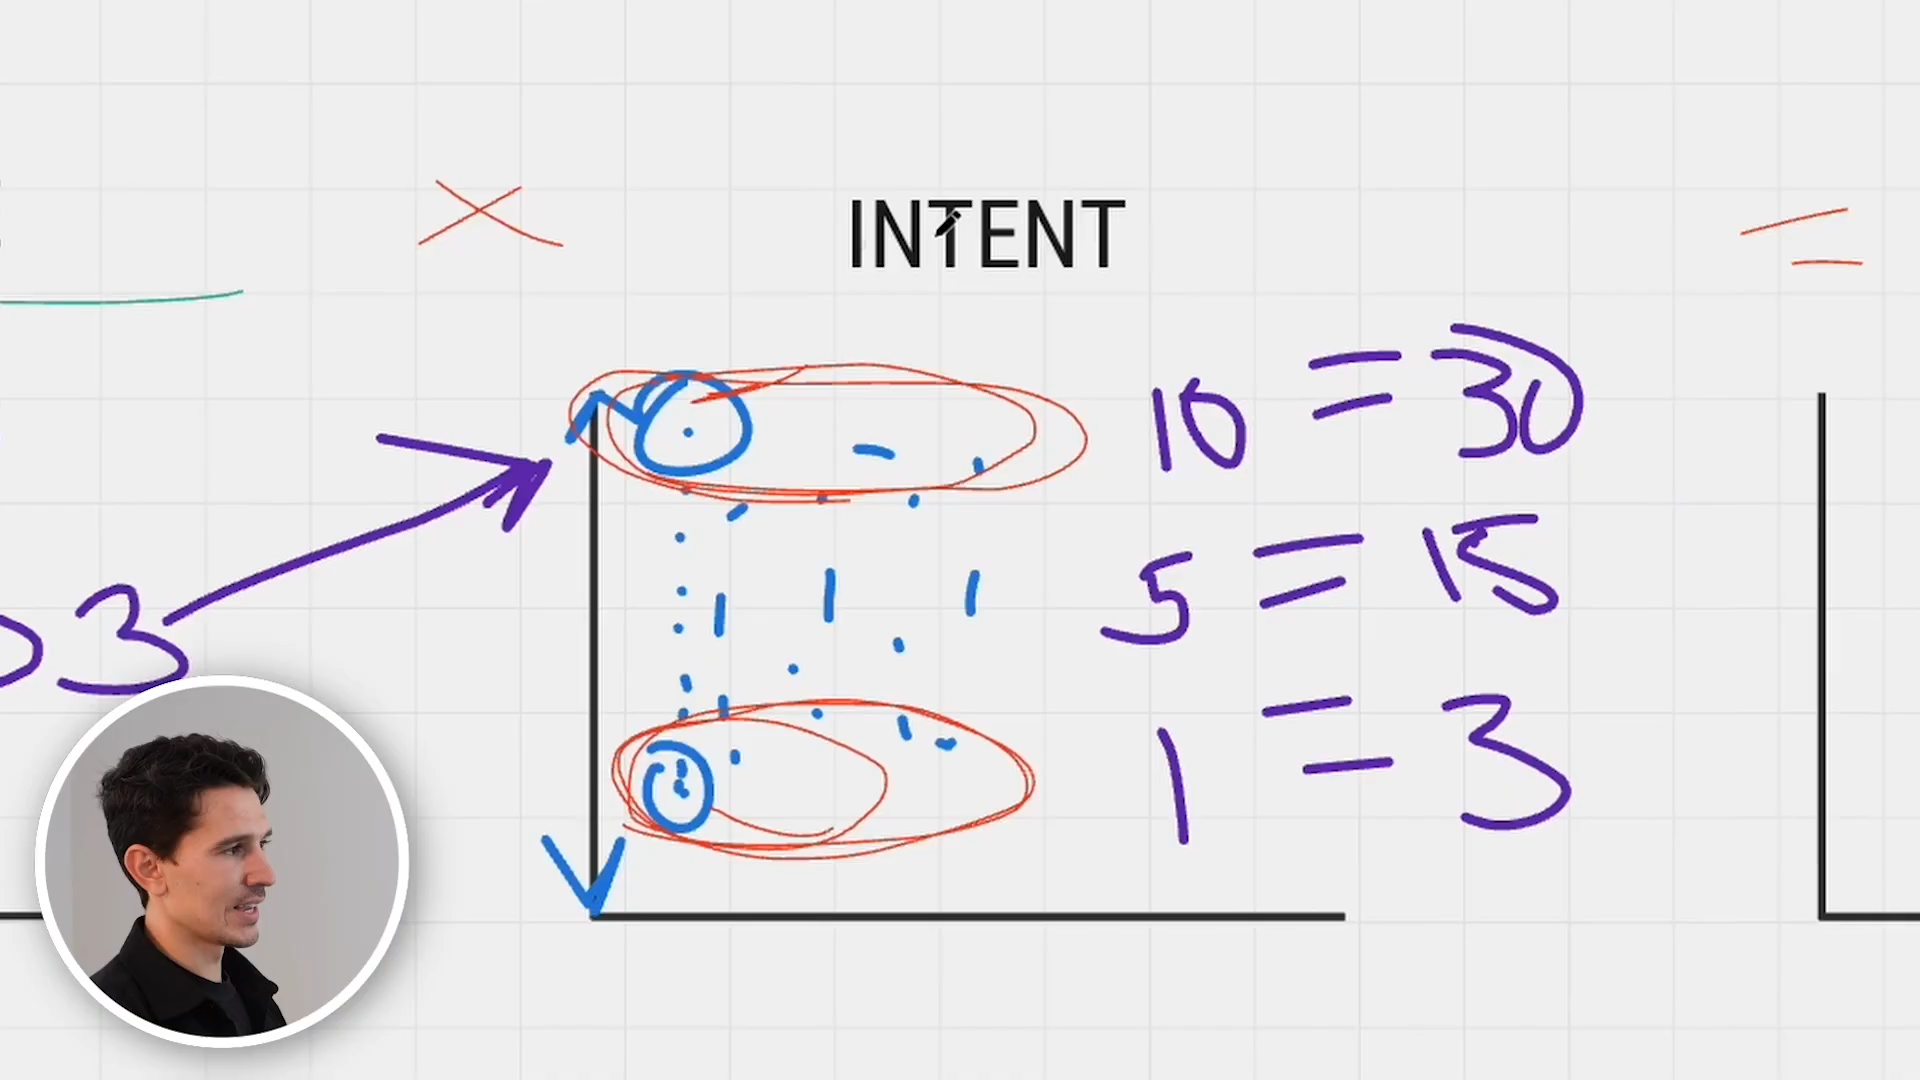 INTENT
10 = 30
5 = 15
3
1 = 3